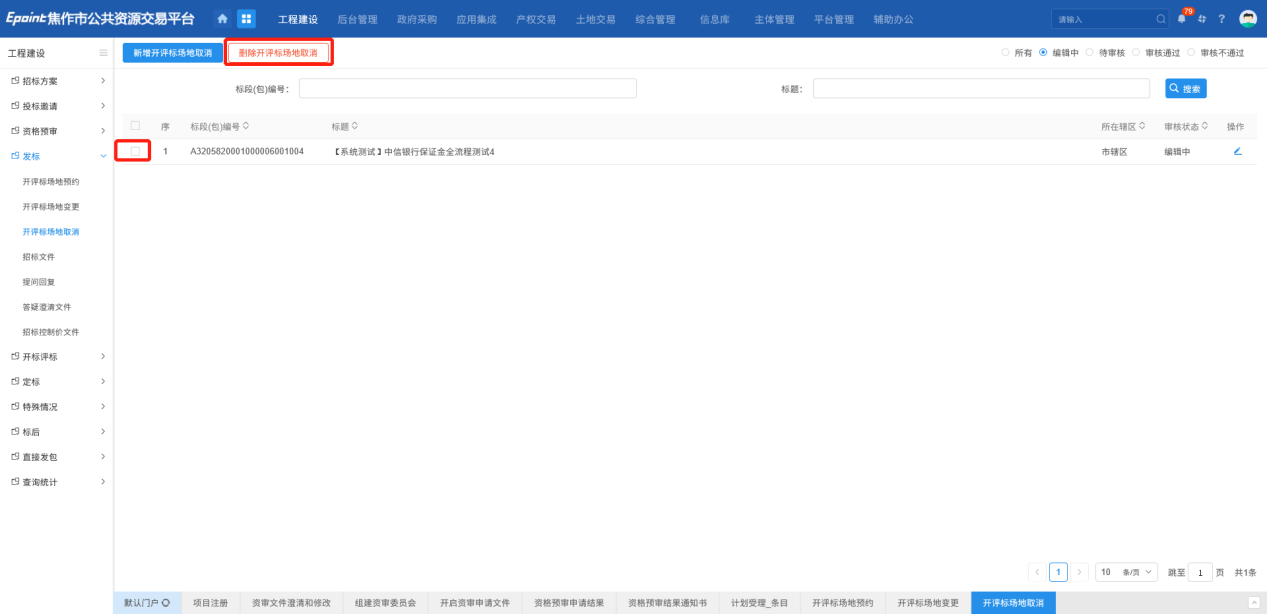 Epoint焦作市公共资源交易平台 工程建设 后台管理 政府采购 应用集成 产权交易 土地交易 综合管理 信息库 主体管理 平台管理 辅助办公 请输入 79 ?
工程建设 新增开评标场地取消 删除开评标场地取消 所有 编辑中 待审核 审核通过 审核不通过
招标方案
投标邀请
资格预审
发标
开评标场地预约
开评标场地变更
开评标场地取消
招标文件
提问回复
答疑澄清文件
招标控制价文件
开标评标
定标
特殊情况
标后
直接发包
查询统计
标段(包)编号: 标题: 搜索
序 标段(包)编号 标题 所在辖区 审核状态 操作
1 A3205820001000006001004 【系统测试】中信银行保证金全流程测试4 市辖区 编辑中
1 10 条/页 跳至 1 页 共1条
默认门户 项目注册 资审文件澄清和修改 组建资审委员会 开启资审申请文件 资格预审申请结果 资格预审结果通知书 计划受理_条目 开评标场地预约 开评标场地变更 开评标场地取消